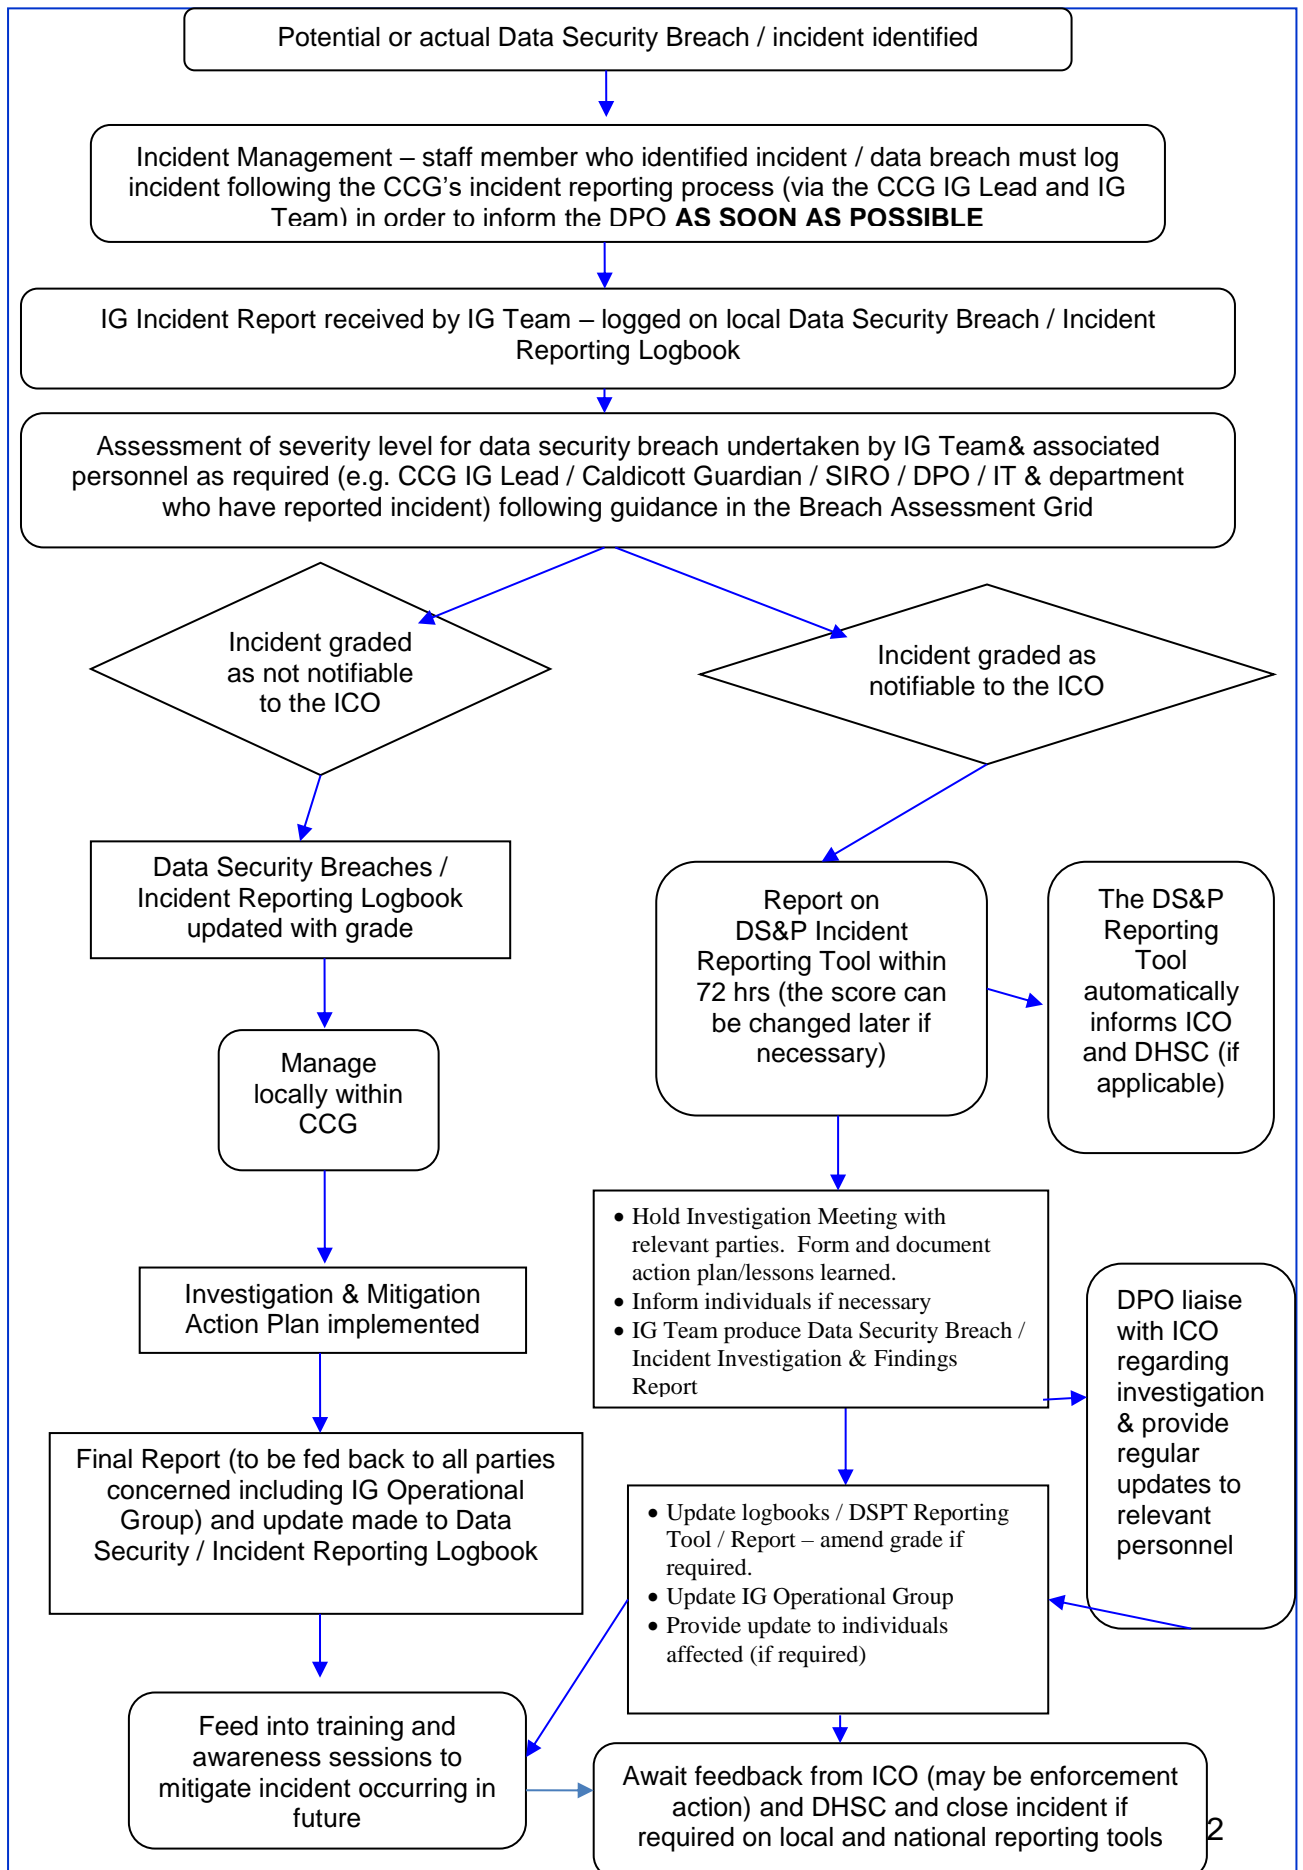 Potential or actual Data Security Breach / incident identified
Incident Management – staff member who identified incident / data breach must log
incident following the CCG's incident reporting process (via the CCG IG Lead and IG
Team) in order to inform the DPO AS SOON AS POSSIBLE
IG Incident Report received by IG Team – logged on local Data Security Breach / Incident
Reporting Logbook
Assessment of severity level for data security breach undertaken by IG Team& associated
personnel as required (e.g. CCG IG Lead / Caldicott Guardian / SIRO / DPO / IT & department
who have reported incident) following guidance in the Breach Assessment Grid
Incident graded
as not notifiable
to the ICO
Incident graded as
notifiable to the ICO
Data Security Breaches /
Incident Reporting Logbook
updated with grade
Report on
DS&P Incident
Reporting Tool within
72 hrs (the score can
be changed later if
necessary)
The DS&P
Reporting
Tool
automatically
informs ICO
and DHSC (if
applicable)
Manage
locally within
CCG
• Hold Investigation Meeting with
relevant parties.  Form and document
action plan/lessons learned.
• Inform individuals if necessary
• IG Team produce Data Security Breach /
Incident Investigation & Findings
Report
Investigation & Mitigation
Action Plan implemented
DPO liaise
with ICO
regarding
investigation
& provide
regular
updates to
relevant
personnel
Final Report (to be fed back to all parties
concerned including IG Operational
Group) and update made to Data
Security / Incident Reporting Logbook
• Update logbooks / DSPT Reporting
Tool / Report – amend grade if
required.
• Update IG Operational Group
• Provide update to individuals
affected (if required)
Feed into training and
awareness sessions to
mitigate incident occurring in
future
Await feedback from ICO (may be enforcement
action) and DHSC and close incident if
required on local and national reporting tools
2